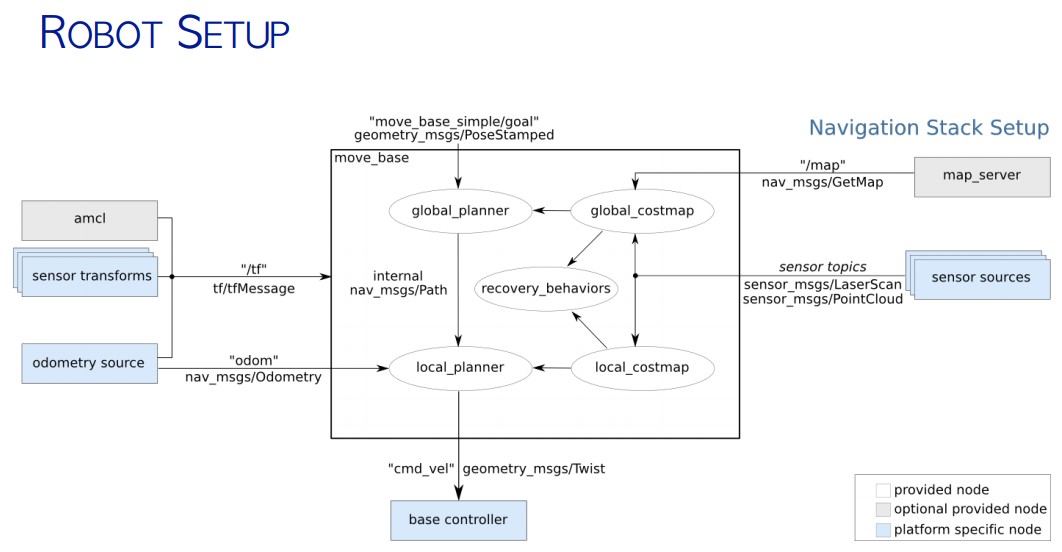 ROBOT SETUP
Navigation Stack Setup
"move_base_simple/goal"
geometry_msgs/PoseStamped
move_base
"/map"
nav_msgs/GetMap
map_server
amcl
global_planner
global_costmap
sensor transforms
"/tf"
tf/tfMessage
internal
nav_msgs/Path
recovery_behaviors
sensor topics
sensor_msgs/LaserScan
sensor_msgs/PointCloud
sensor sources
odometry source
"odom"
nav_msgs/Odometry
local_planner
local_costmap
"cmd_vel" geometry_msgs/Twist
base controller
provided node
optional provided node
platform specific node